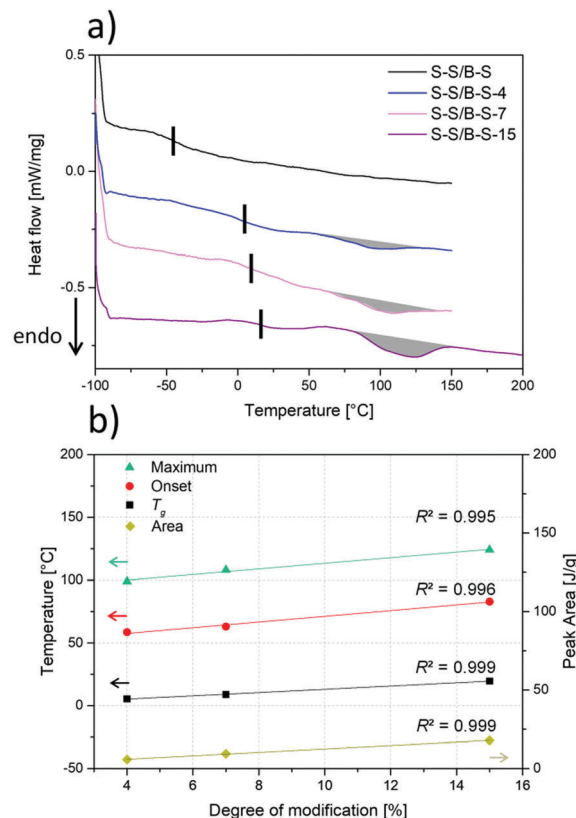 a)
0.5
0.0
-0.5
Heat flow [mW/mg]
endo
S-S/B-S
S-S/B-S-4
S-S/B-S-7
S-S/B-S-15
-100 -50 0 50 100 150 200
Temperature [°C]
b)
200
150
100
50
0
-50
Temperature [°C]
Maximum
Onset
Tg
Area
R² = 0.995
R² = 0.996
R² = 0.999
R² = 0.999
200
150
100
50
0
Peak Area [J/g]
4 6 8 10 12 14 16
Degree of modification [%]